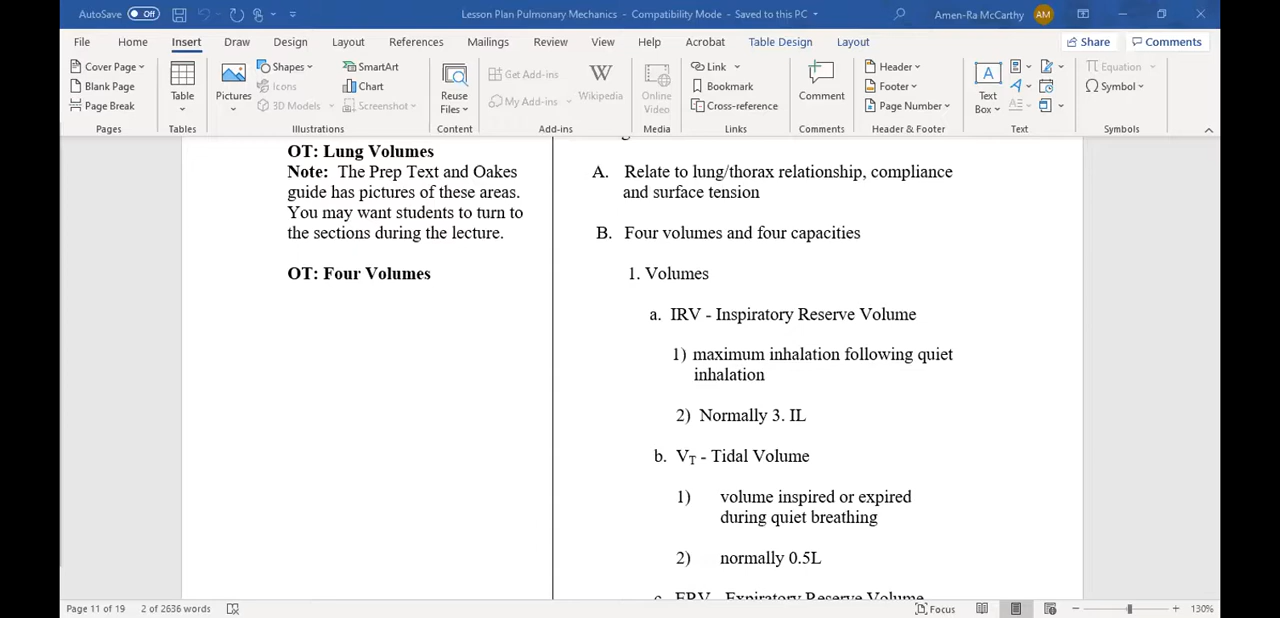 AutoSave Off
Lesson Plan Pulmonary Mechanics - Compatibility Mode - Saved to this PC
Amen-Ra McCarthy AM
File Home Insert Draw Design Layout References Mailings Review View Help Acrobat Table Design Layout Share Comments
Cover Page
Blank Page
Page Break
Pages
Table
Tables
Pictures
Shapes
Icons
3D Models
SmartArt
Chart
Screenshot
Illustrations
Reuse
Files
Content
Get Add-ins
My Add-ins
Wikipedia
Add-ins
Online
Video
Media
Link
Bookmark
Cross-reference
Links
Comment
Comments
Header
Footer
Page Number
Header & Footer
Text
Box
Text
Equation
Symbol
Symbols
OT: Lung Volumes
Note: The Prep Text and Oakes
guide has pictures of these areas.
You may want students to turn to
the sections during the lecture.
OT: Four Volumes
A. Relate to lung/thorax relationship, compliance
and surface tension
B. Four volumes and four capacities
1. Volumes
a. IRV - Inspiratory Reserve Volume
1) maximum inhalation following quiet
inhalation
2) Normally 3. IL
b. VT - Tidal Volume
1) volume inspired or expired
during quiet breathing
2) normally 0.5L
c. ERV - Expiratory Reserve Volume
Page 11 of 19 2 of 2636 words
Focus
130%